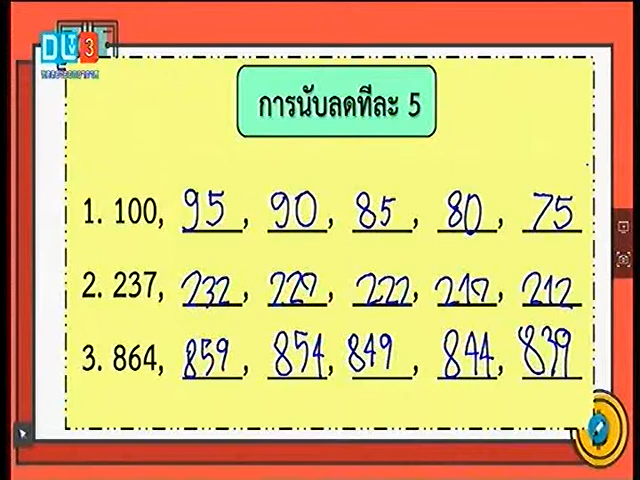 DLTV3
การนับลดทีละ 5
1. 100, 95, 90, 85, 80, 75
2. 237, 232, 227, 222, 217, 212
3. 864, 859, 854, 849, 844, 839